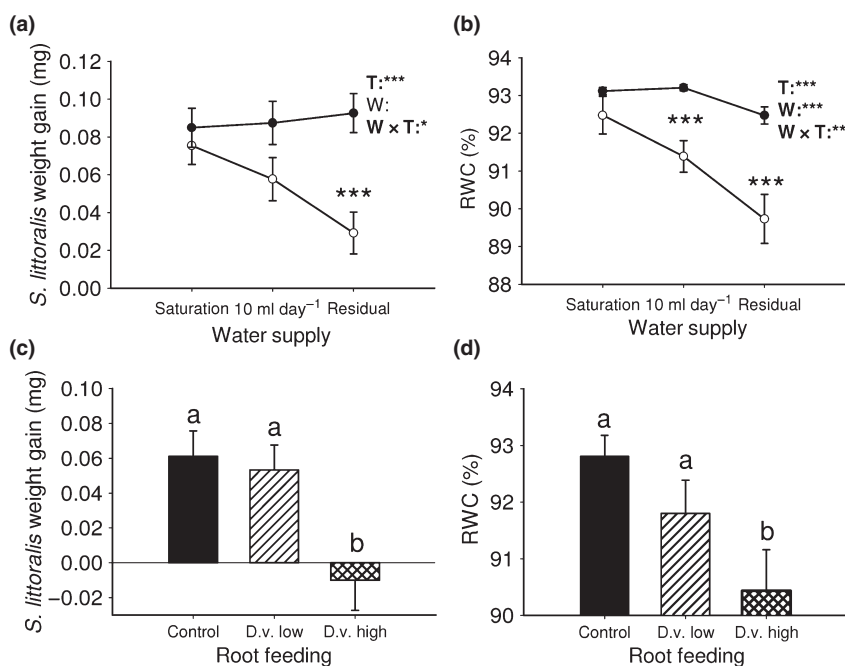 (a)
S. littoralis weight gain (mg)
0.12
0.10
0.08
0.06
0.04
0.02
0.00
T:***
W:
W × T:*
***
Saturation 10 ml day⁻¹ Residual
Water supply
(b)
RWC (%)
94
93
92
91
90
89
88
T:***
W:***
W × T:**
***
***
Saturation 10 ml day⁻¹ Residual
Water supply
(c)
S. littoralis weight gain (mg)
0.10
0.08
0.06
0.04
0.02
0.00
−0.02
a
a
b
Control D.v. low D.v. high
Root feeding
(d)
RWC (%)
94
93
92
91
90
a
a
b
Control D.v. low D.v. high
Root feeding